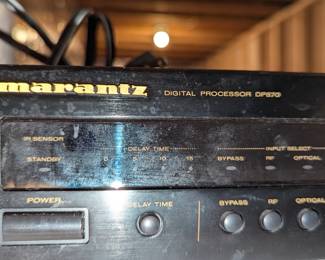 marantz DIGITAL PROCESSOR DP870
IR SENSOR DELAY TIME INPUT SELECT
STANDBY 0 5 10 15 BYPASS RF OPTICAL
POWER DELAY TIME BYPASS RF OPTICAL